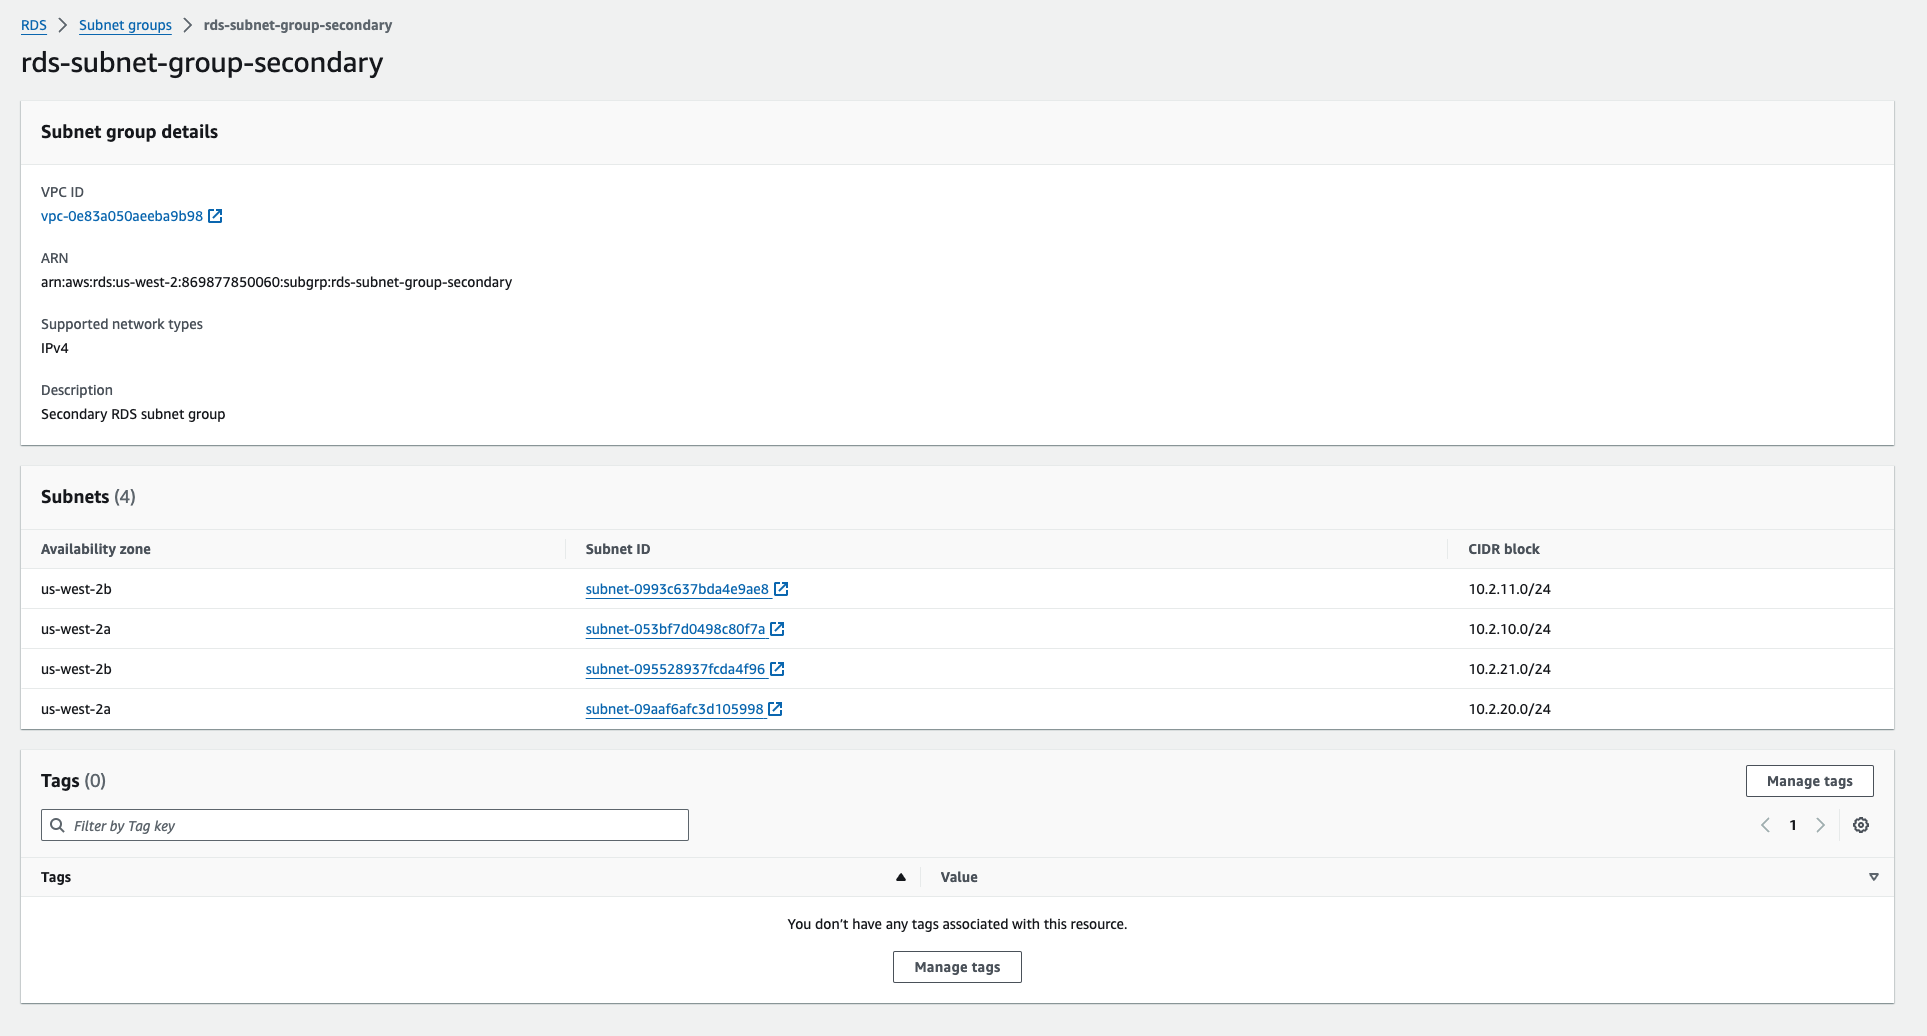 RDS > Subnet groups > rds-subnet-group-secondary
rds-subnet-group-secondary
Subnet group details
VPC ID
vpc-0e83a050aeeba9b98
ARN
arn:aws:rds:us-west-2:869877850060:subgrp:rds-subnet-group-secondary
Supported network types
IPv4
Description
Secondary RDS subnet group
Subnets (4)
Availability zone Subnet ID CIDR block
us-west-2b subnet-0993c637bda4e9ae8 10.2.11.0/24
us-west-2a subnet-053bf7d0498c80f7a 10.2.10.0/24
us-west-2b subnet-095528937fcda4f96 10.2.21.0/24
us-west-2a subnet-09aaf6afc3d105998 10.2.20.0/24
Tags (0) Manage tags
Filter by Tag key 1
Tags Value
You don't have any tags associated with this resource.
Manage tags